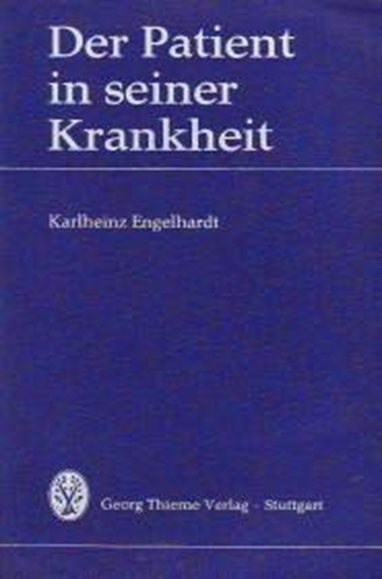 Der Patient
in seiner
Krankheit
Karlheinz Engelhardt
Georg Thieme Verlag - Stuttgart